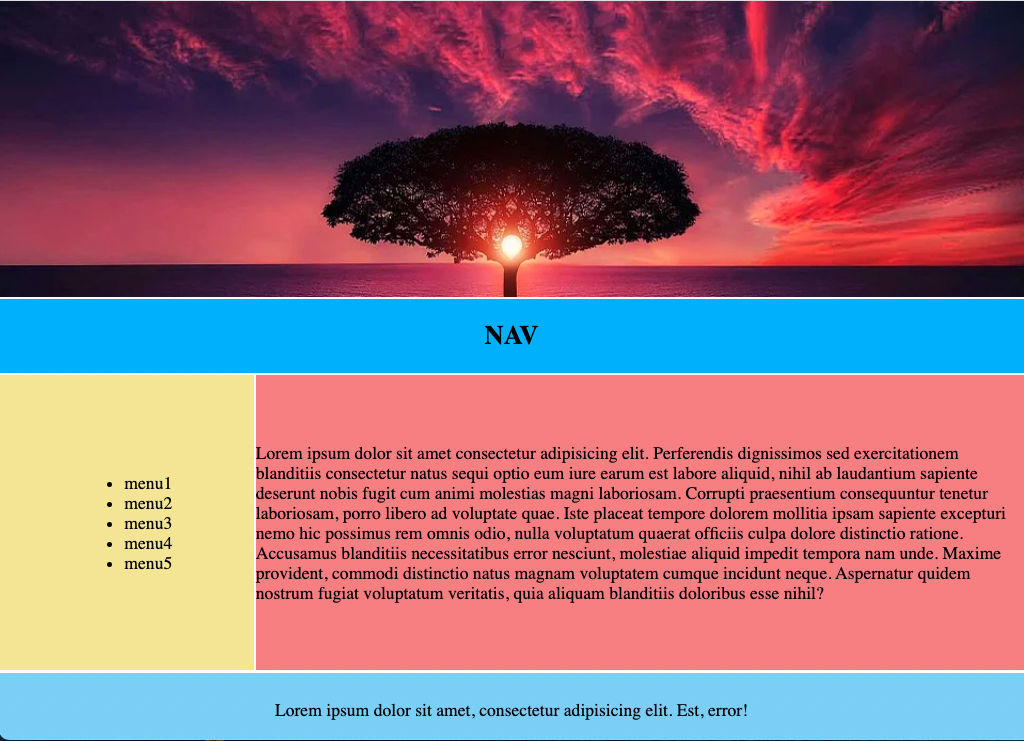 NAV
menu1
menu2
menu3
menu4
menu5
Lorem ipsum dolor sit amet consectetur adipisicing elit. Perferendis dignissimos sed exercitationem
blanditiis consectetur natus sequi optio eum iure earum est labore aliquid, nihil ab laudantium sapiente
deserunt nobis fugit cum animi molestias magni laboriosam. Corrupti praesentium consequuntur tenetur
laboriosam, porro libero ad voluptate quae. Iste placeat tempore dolorem mollitia ipsam sapiente excepturi
nemo hic possimus rem omnis odio, nulla voluptatum quaerat officiis culpa dolore distinctio ratione.
Accusamus blanditiis necessitatibus error nesciunt, molestiae aliquid impedit tempora nam unde. Maxime
provident, commodi distinctio natus magnam voluptatem cumque incidunt neque. Aspernatur quidem
nostrum fugiat voluptatum veritatis, quia aliquam blanditiis doloribus esse nihil?
Lorem ipsum dolor sit amet, consectetur adipisicing elit. Est, error!